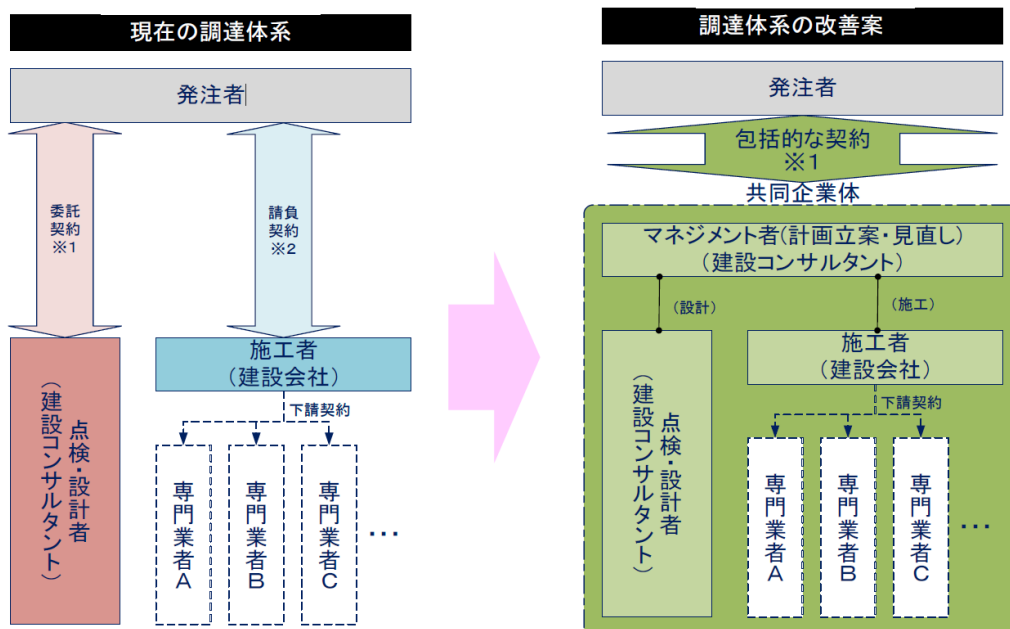 現在の調達体系
発注者
委託
契約
※1
請負
契約
※2
点検・設計者
（建設コンサルタント）
施工者
（建設会社）
下請契約
専門業者A
専門業者B
専門業者C
…
調達体系の改善案
発注者
包括的な契約
※1
共同企業体
マネジメント者(計画立案・見直し)
(建設コンサルタント)
(設計)
(施工)
点検・設計者
（建設コンサルタント）
施工者
(建設会社)
下請契約
専門業者A
専門業者B
専門業者C
…